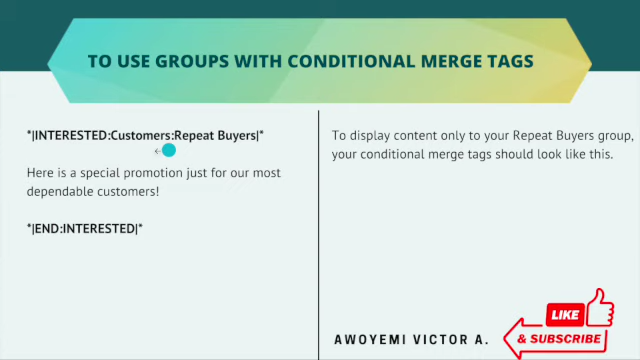 TO USE GROUPS WITH CONDITIONAL MERGE TAGS
*|INTERESTED:Customers:Repeat Buyers|*
Here is a special promotion just for our most
dependable customers!
*|END:INTERESTED|*
To display content only to your Repeat Buyers group,
your conditional merge tags should look like this.
AWOYEMI VICTOR A.
LIKE
& SUBSCRIBE